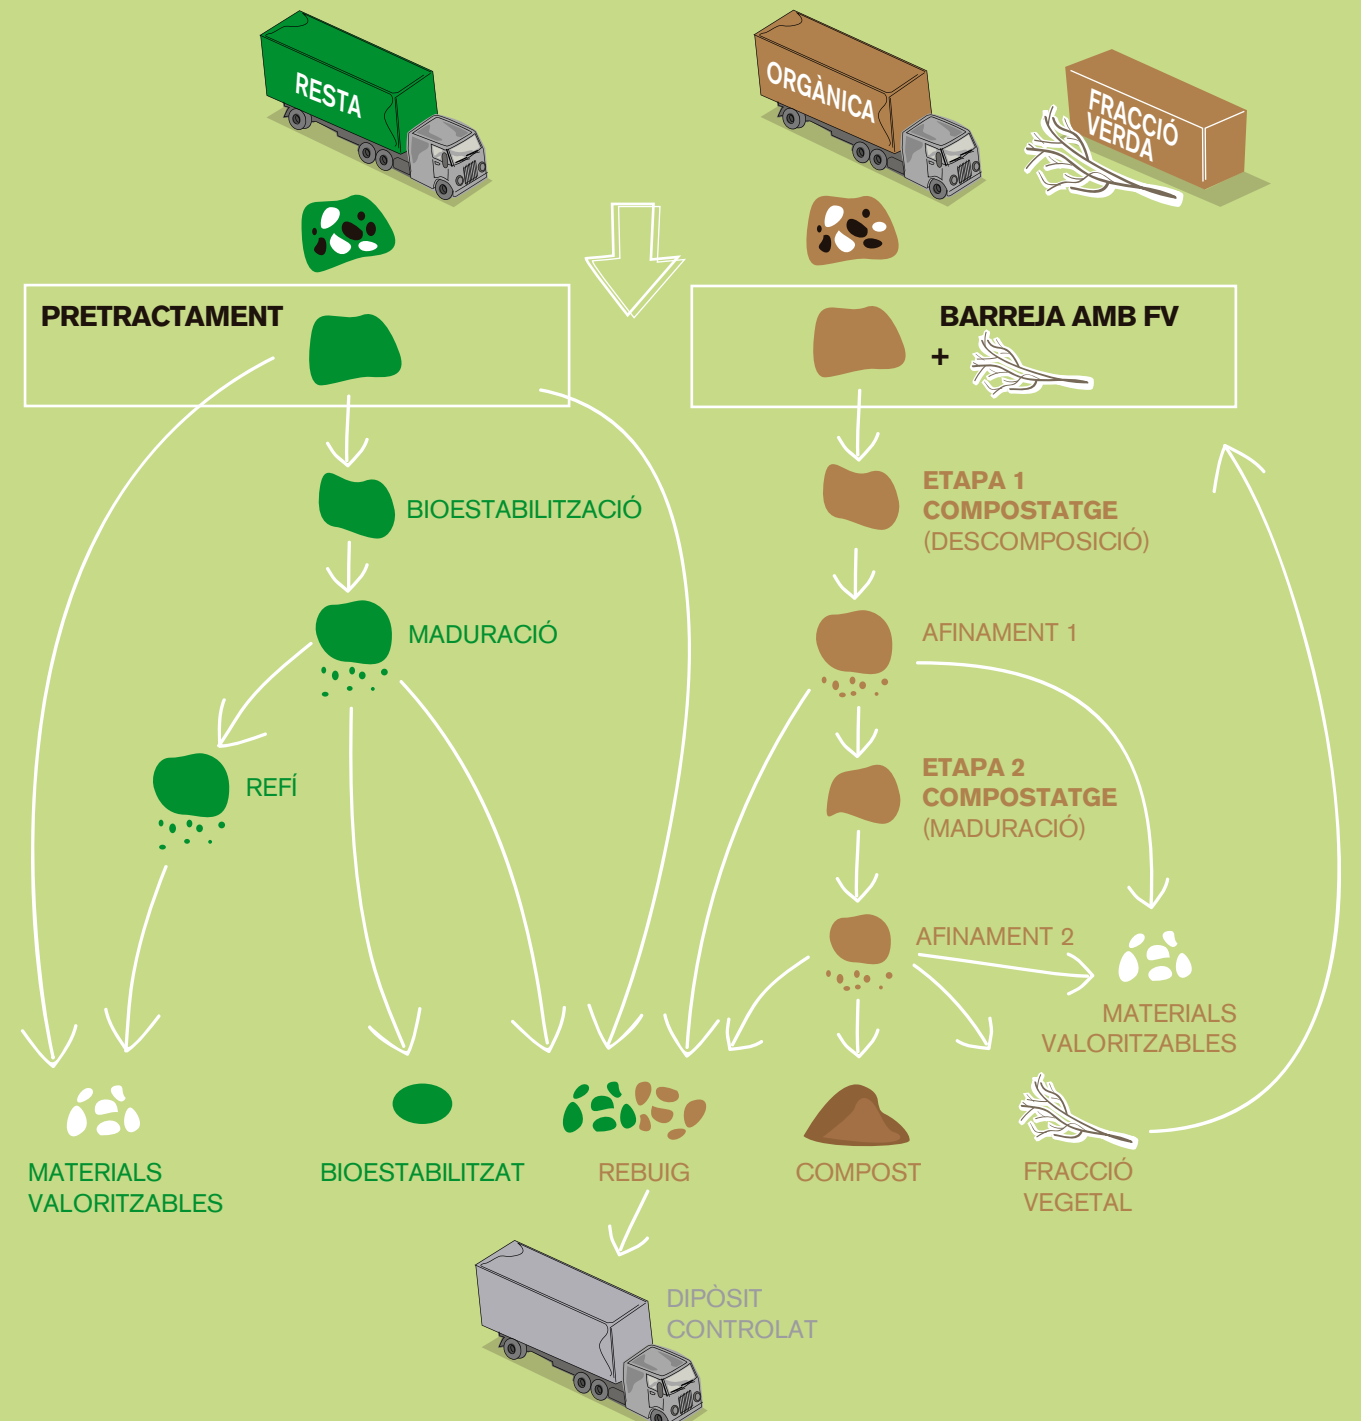 RESTA
ORGÀNICA
FRACCIÓ
VERDA
PRETRACTAMENT
BARREJA AMB FV
+
BIOESTABILITZACIÓ
ETAPA 1
COMPOSTATGE
(DESCOMPOSICIÓ)
MADURACIÓ
AFINAMENT 1
REFÍ
ETAPA 2
COMPOSTATGE
(MADURACIÓ)
AFINAMENT 2
MATERIALS
VALORITZABLES
MATERIALS
VALORITZABLES
BIOESTABILITZAT
REBUIG
COMPOST
FRACCIÓ
VEGETAL
DIPÒSIT
CONTROLAT